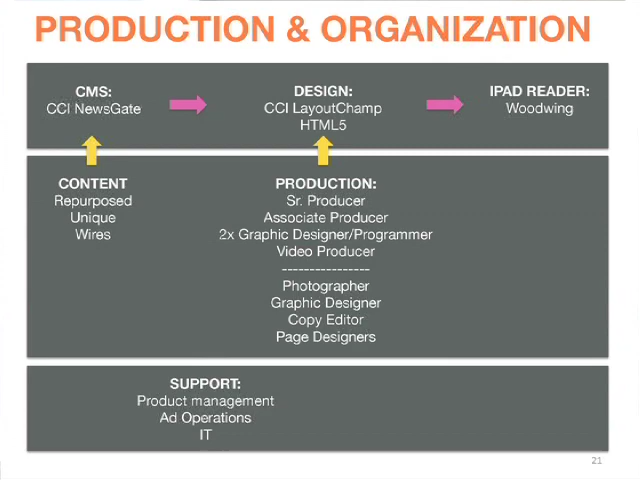 PRODUCTION & ORGANIZATION
CMS:
CCI NewsGate
DESIGN:
CCI LayoutChamp
HTML5
IPAD READER:
Woodwing
CONTENT
Repurposed
Unique
Wires
PRODUCTION:
Sr. Producer
Associate Producer
2x Graphic Designer/Programmer
Video Producer
----------------
Photographer
Graphic Designer
Copy Editor
Page Designers
SUPPORT:
Product management
Ad Operations
IT
21